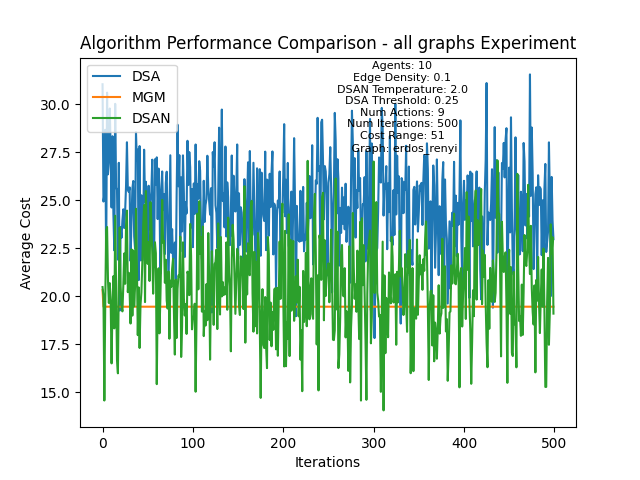 Algorithm Performance Comparison - all graphs Experiment
DSA
MGM
DSAN
Agents: 10
Edge Density: 0.1
DSAN Temperature: 2.0
DSA Threshold: 0.25
Num Actions: 9
Num Iterations: 500
Cost Range: 51
Graph: erdos_renyi
Average Cost
30.0
27.5
25.0
22.5
20.0
17.5
15.0
0
100
200
300
400
500
Iterations